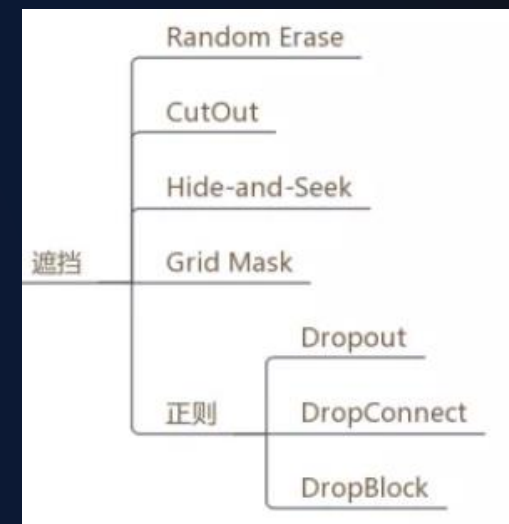 Random Erase
CutOut
Hide-and-Seek
遮挡
Grid Mask
Dropout
正则
DropConnect
DropBlock